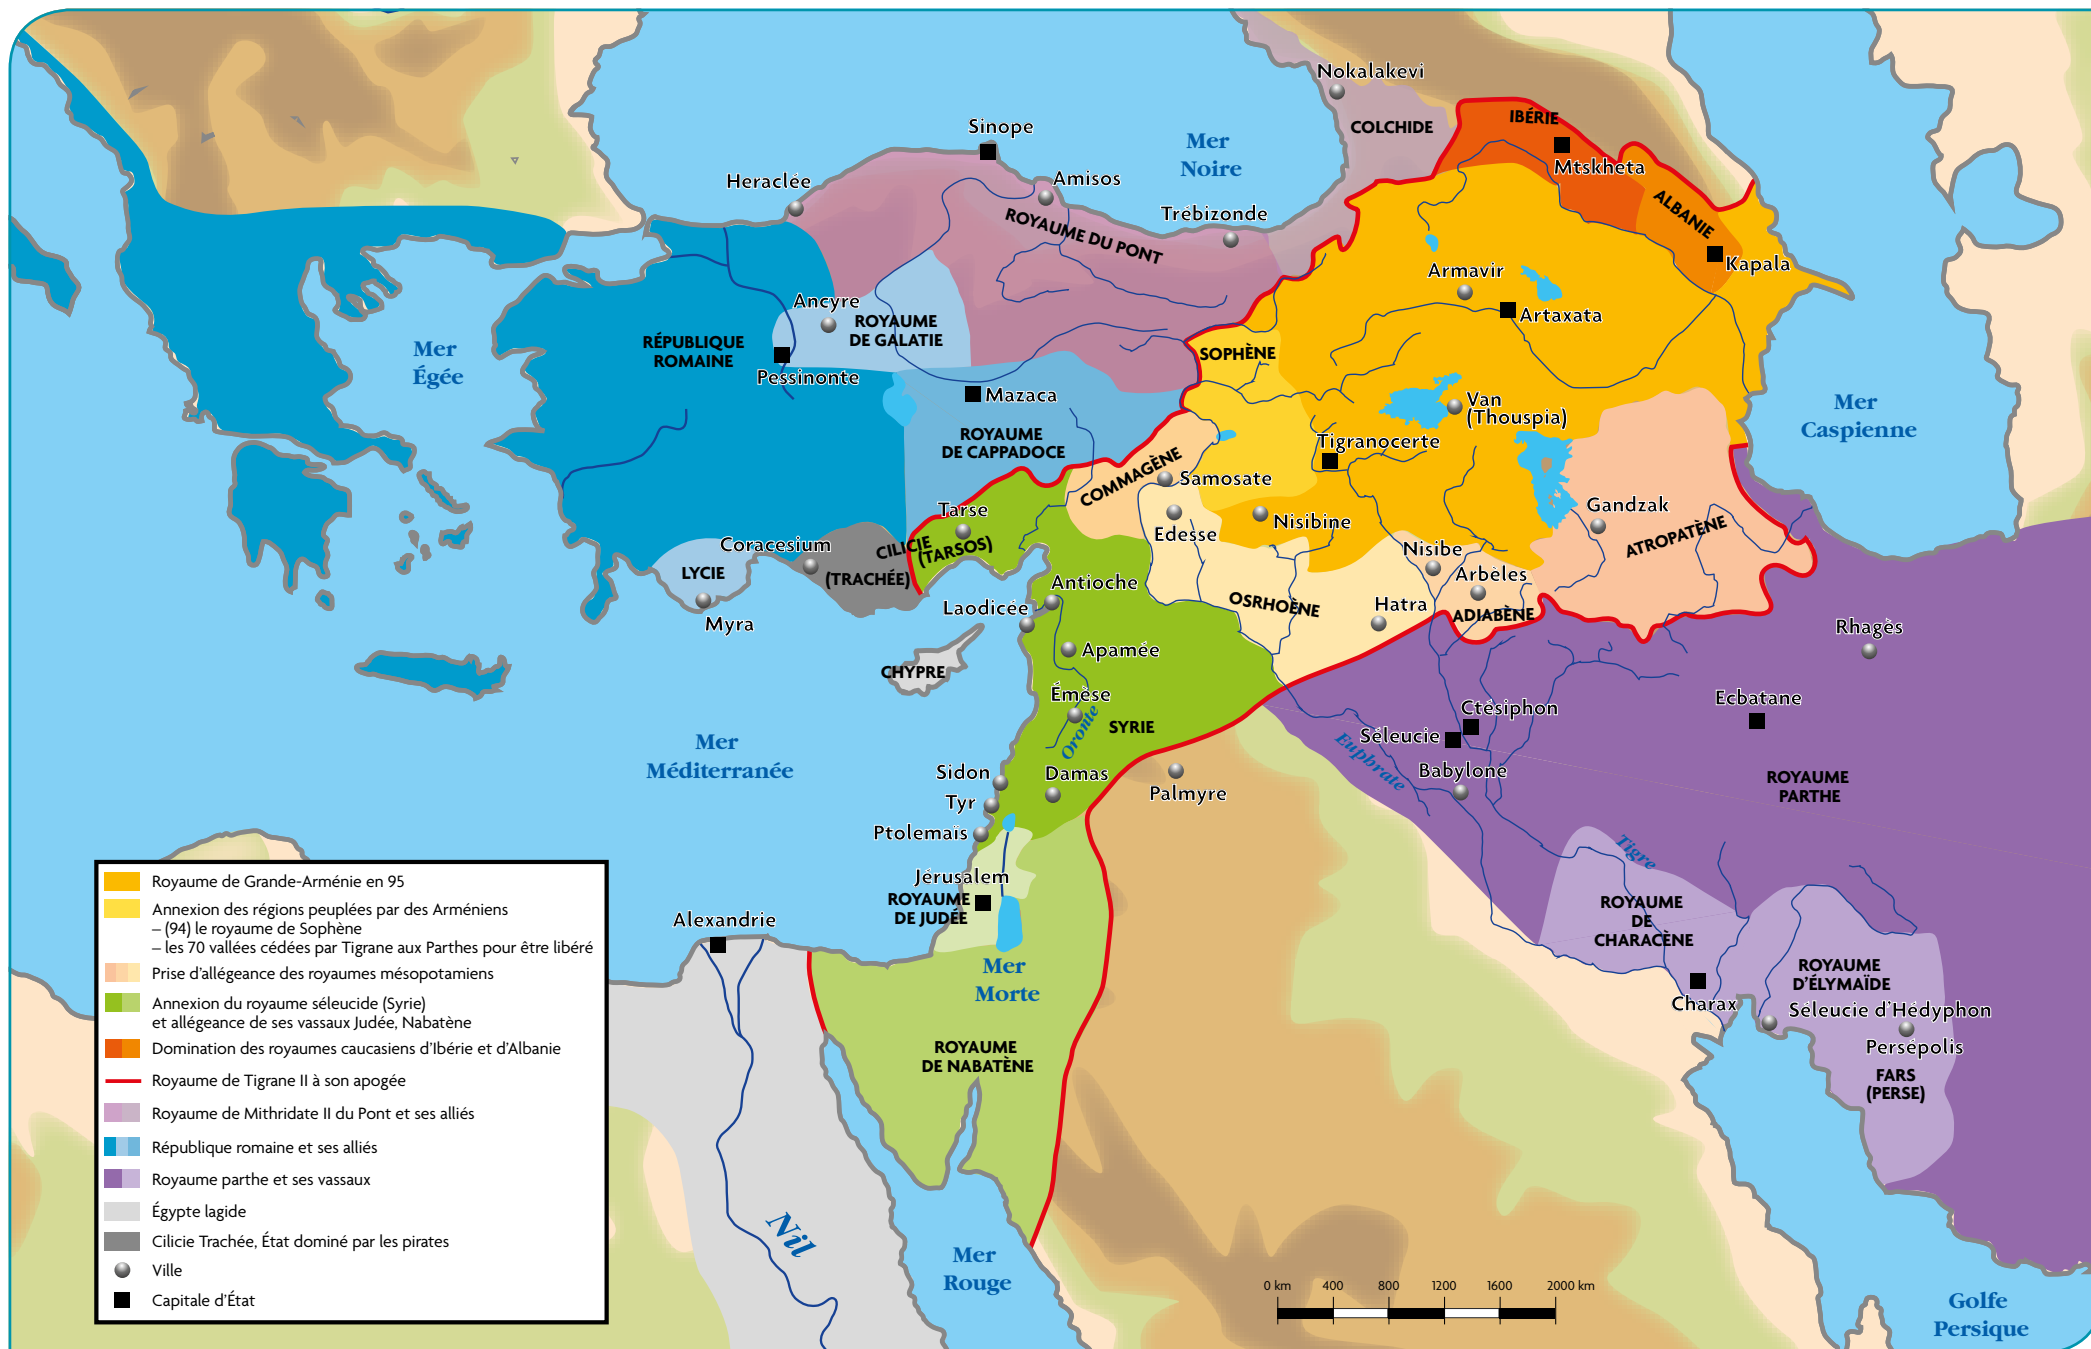 Nokalakevi
COLCHIDE
IBÉRIE
Mtskheta
Sinope
Mer
Noire
Heraclée
Amisos
ROYAUME DU PONT
Trébizonde
ALBANIE
Kapala
Armavir
Artaxata
Ancyre
ROYAUME
DE GALATIE
RÉPUBLIQUE
ROMAINE
Pessinonte
Mer
Égée
SOPHÈNE
Mazaca
ROYAUME
DE CAPPADOCE
Van
(Thouspia)
Mer
Caspienne
Tigranocerte
COMMAGÈNE
Samosate
Tarse
Edesse
Nisibine
Gandzak
ATROPATÈNE
Coracesium
CILICIE
(TARSOS)
(TRACHÉE)
LYCIE
Myra
Nisibe
Arbèles
ADIABÈNE
Antioche
Laodicée
OSRHOÈNE
Hatra
Rhagès
Apamée
CHYPRE
Émèse
Oronte
SYRIE
Ctésiphon
Séleucie
Ecbatane
Euphrate
Babylone
Mer
Méditerranée
Sidon
Damas
Tyr
Palmyre
Ptolemaïs
ROYAUME
PARTHE
Tigre
Jérusalem
ROYAUME
DE JUDÉE
Alexandrie
ROYAUME
DE
CHARACÈNE
Mer
Morte
ROYAUME
D'ÉLYMAÏDE
Charax
Séleucie d'Hédyphon
Persépolis
FARS
(PERSE)
ROYAUME
DE NABATÈNE
Nil
Mer
Rouge
Golfe
Persique
0 km 400 800 1200 1600 2000 km
Royaume de Grande-Arménie en 95
Annexion des régions peuplées par des Arméniens
– (94) le royaume de Sophène
– les 70 vallées cédées par Tigrane aux Parthes pour être libéré
Prise d'allégeance des royaumes mésopotamiens
Annexion du royaume séleucide (Syrie)
et allégeance de ses vassaux Judée, Nabatène
Domination des royaumes caucasiens d'Ibérie et d'Albanie
Royaume de Tigrane II à son apogée
Royaume de Mithridate II du Pont et ses alliés
République romaine et ses alliés
Royaume parthe et ses vassaux
Égypte lagide
Cilicie Trachée, État dominé par les pirates
Ville
Capitale d'État